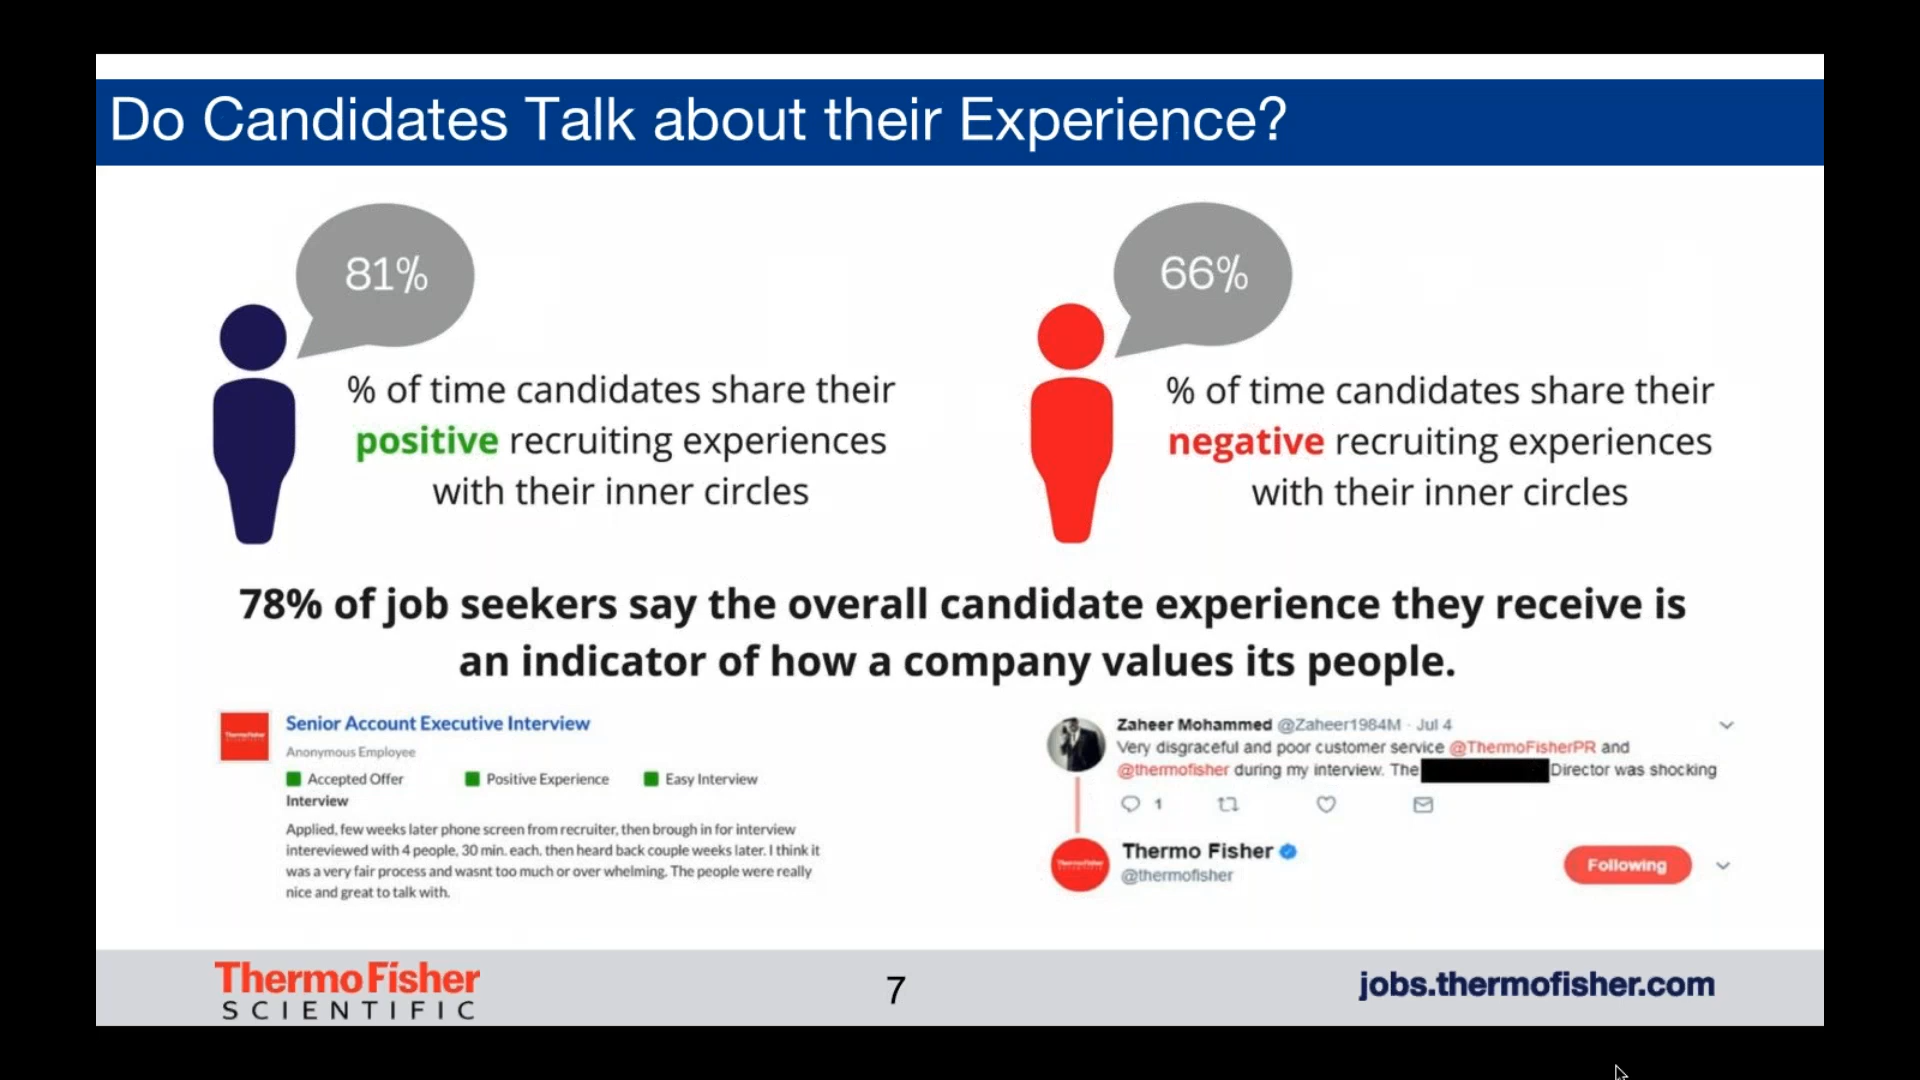 Do Candidates Talk about their Experience?
81%
% of time candidates share their
positive recruiting experiences
with their inner circles
66%
% of time candidates share their
negative recruiting experiences
with their inner circles
78% of job seekers say the overall candidate experience they receive is
an indicator of how a company values its people.
ThermoFisher
SCIENTIFIC
Senior Account Executive Interview
Anonymous Employee
Accepted Offer Positive Experience Easy Interview
Interview
Applied, few weeks later phone screen from recruiter, then brough in for interview
intereviewed with 4 people, 30 min. each. then heard back couple weeks later. I think it
was a very fair process and wasnt too much or over whelming. The people were really
nice and great to talk with.
Zaheer Mohammed @Zaheer1984M · Jul 4
Very disgraceful and poor customer service @ThermoFisherPR and
@thermofisher during my interview. The Director was shocking
1
ThermoFisher
SCIENTIFIC
Thermo Fisher
@thermofisher
Following
ThermoFisher
SCIENTIFIC
7
jobs.thermofisher.com